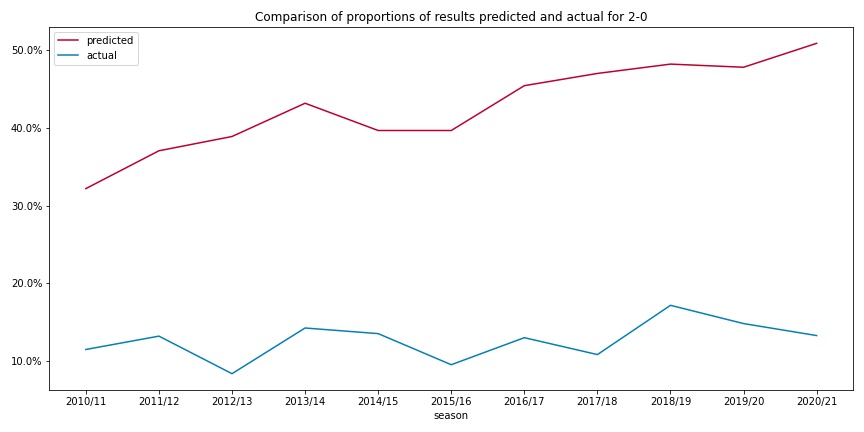 Comparison of proportions of results predicted and actual for 2-0
predicted
actual
50.0%
40.0%
30.0%
20.0%
10.0%
2010/11 2011/12 2012/13 2013/14 2014/15 2015/16 2016/17 2017/18 2018/19 2019/20 2020/21
season